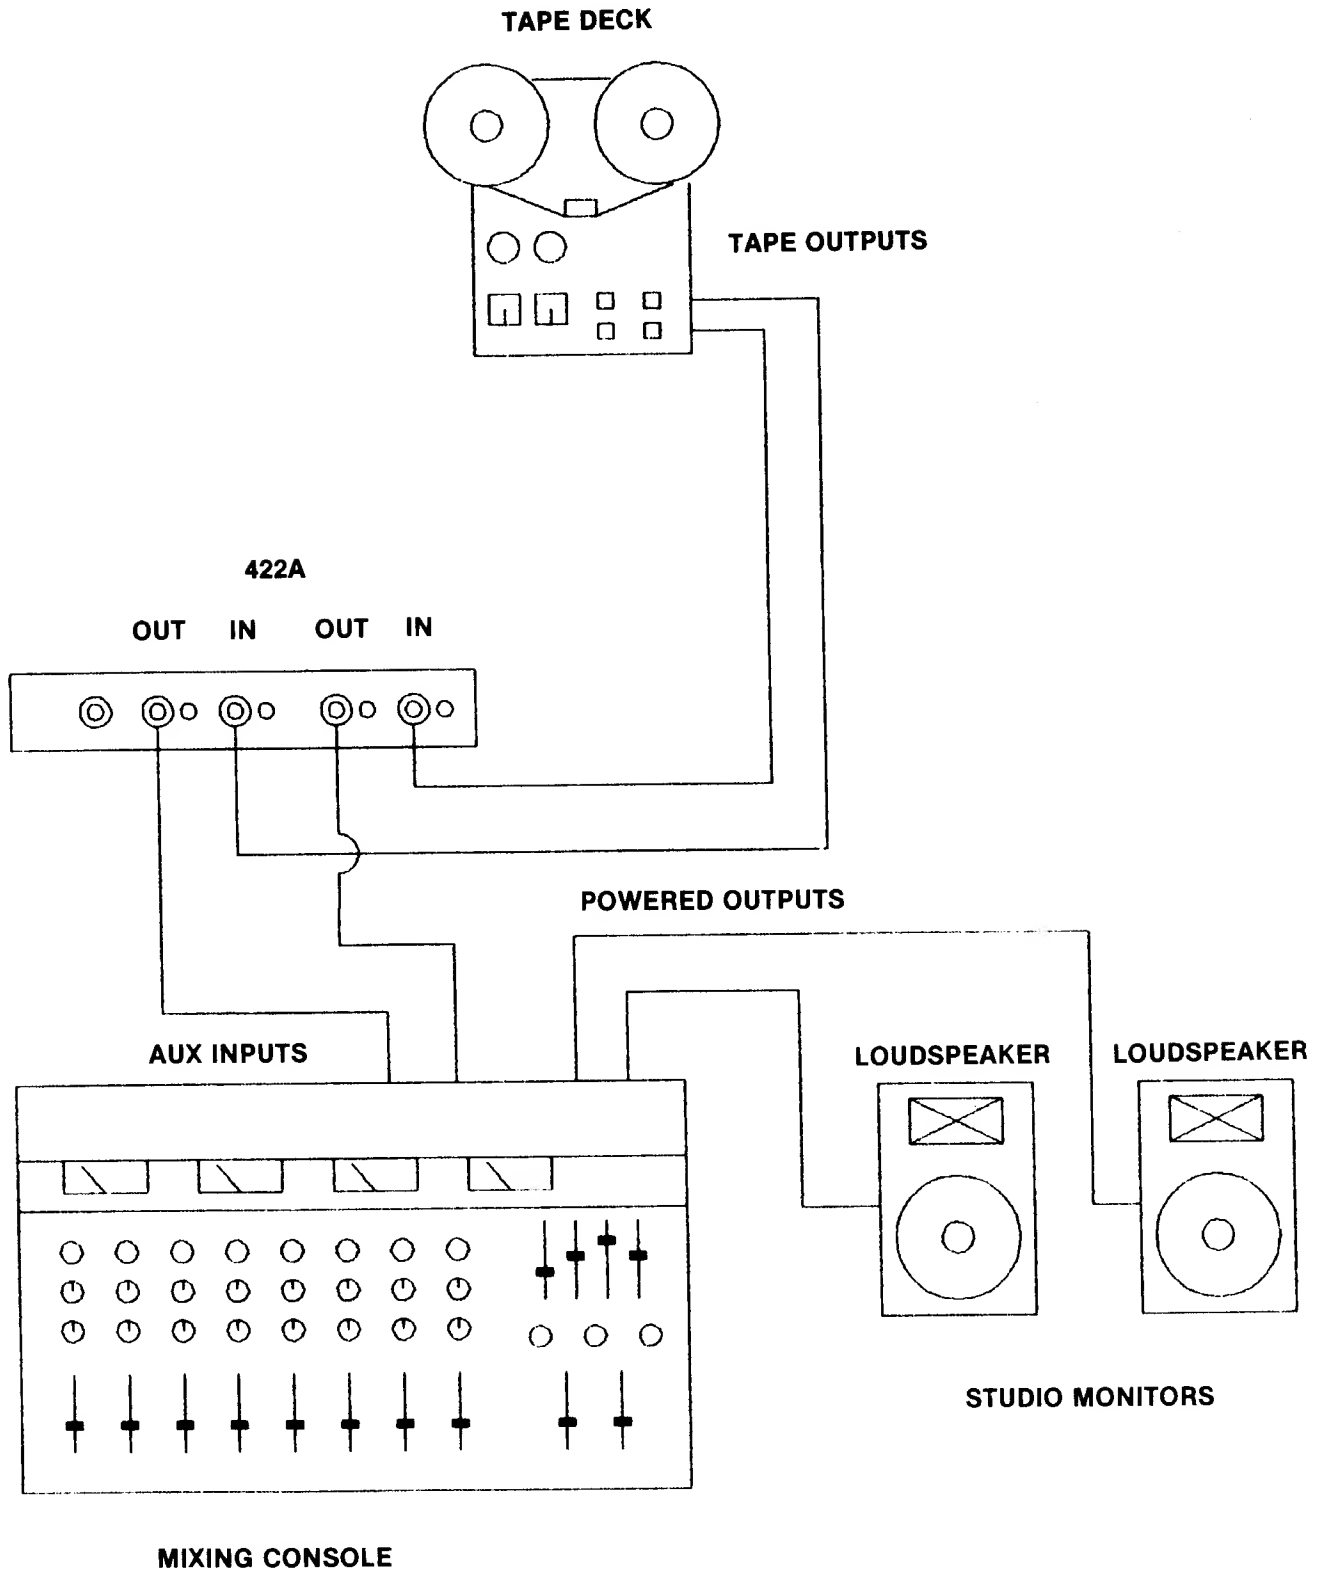 TAPE DECK
TAPE OUTPUTS
422A
OUT IN OUT IN
POWERED OUTPUTS
AUX INPUTS
LOUDSPEAKER LOUDSPEAKER
STUDIO MONITORS
MIXING CONSOLE